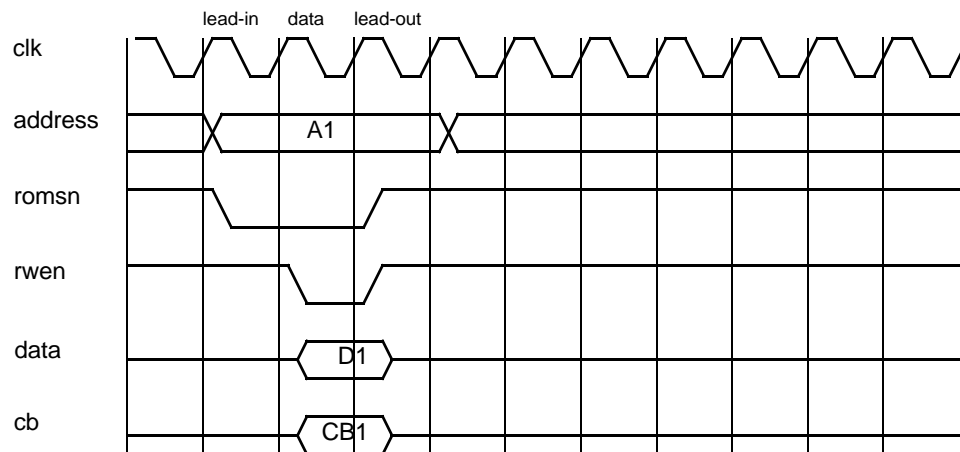 lead-in data lead-out
clk
address A1
romsn
rwen
data D1
cb CB1